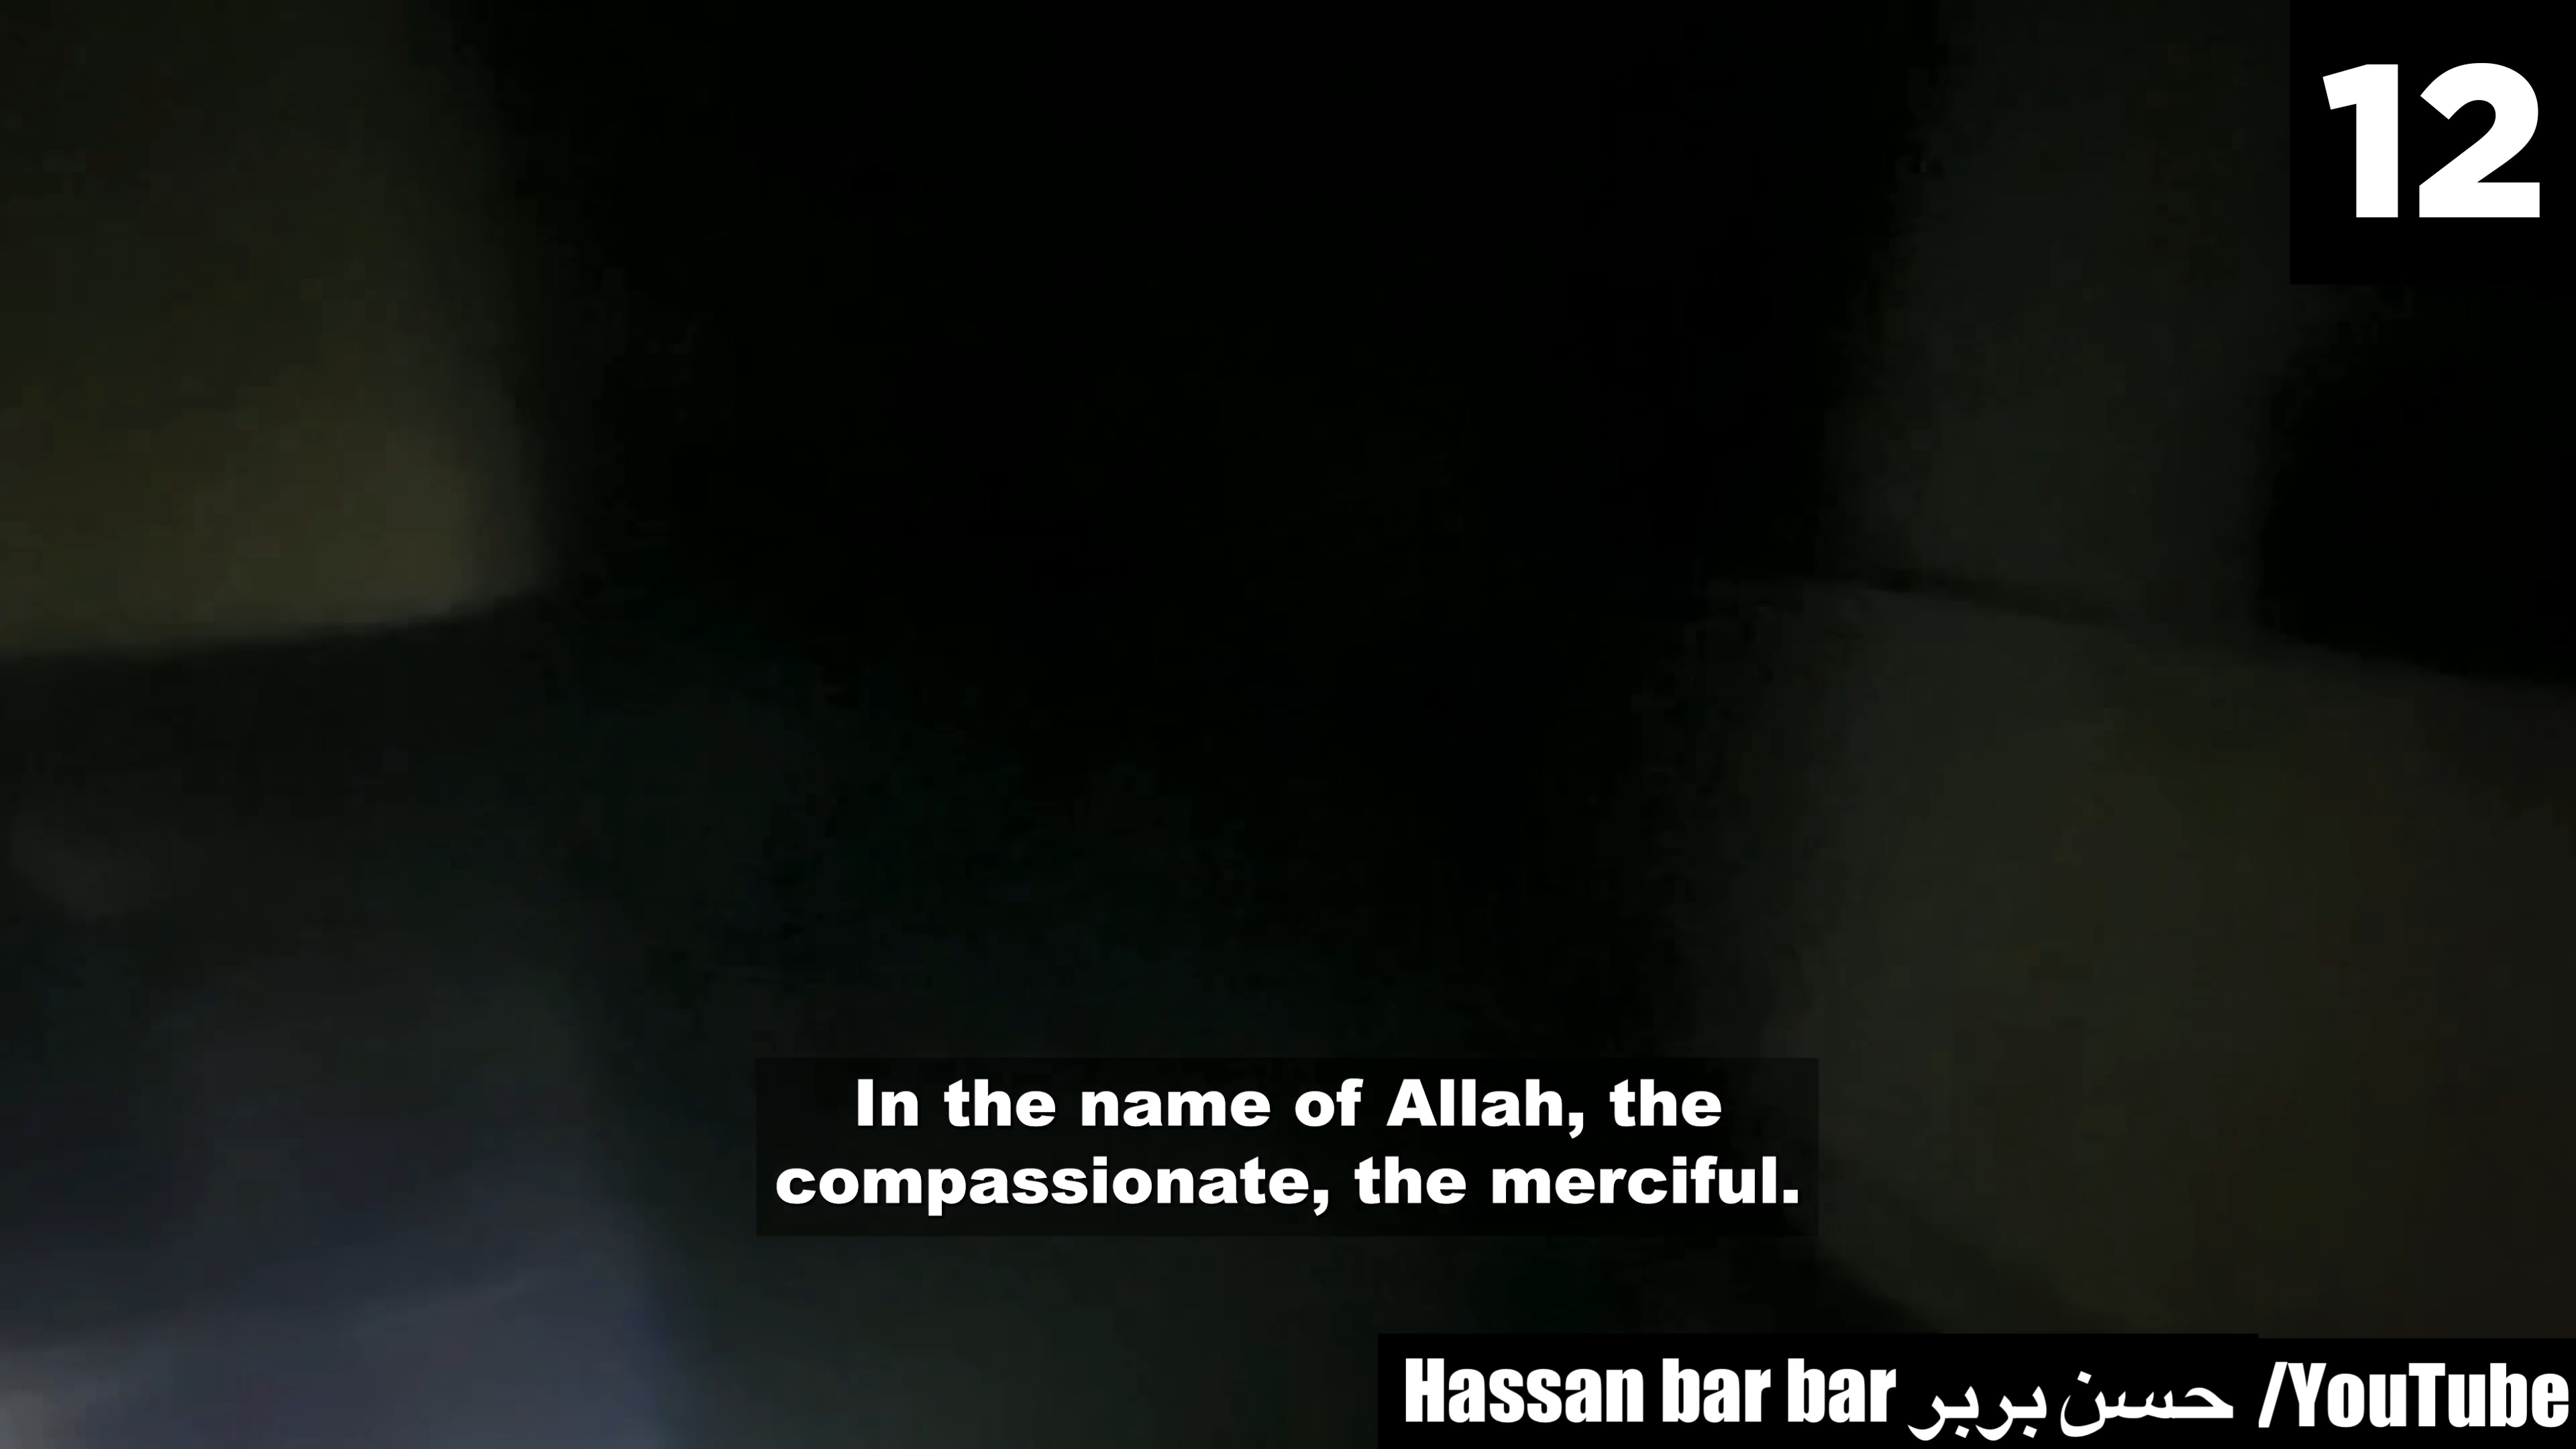 12
In the name of Allah, the
compassionate, the merciful.
Hassan bar bar حسن بربر /YouTube